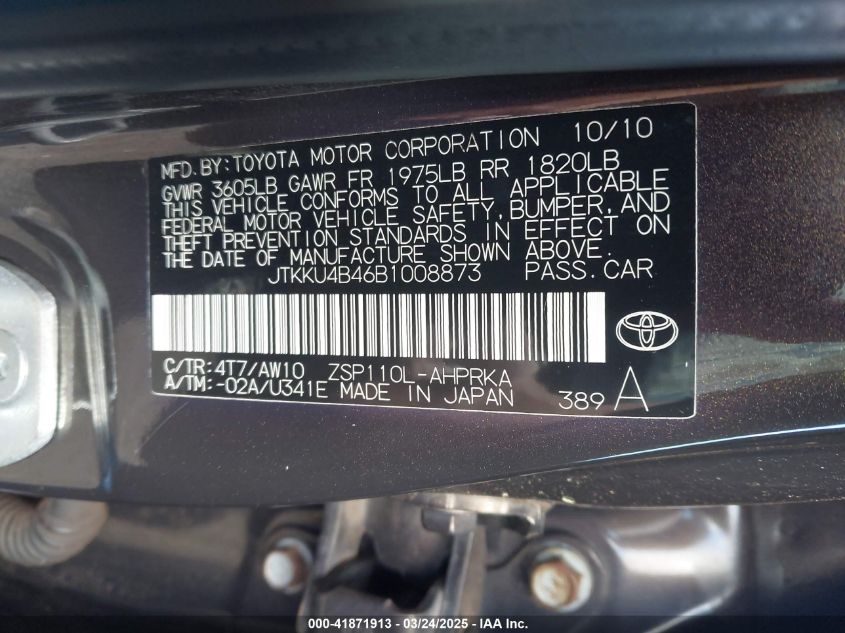 MFD.BY:TOYOTA MOTOR CORPORATION 10/10
GVWR 3605LB GAWR FR 1975LB RR 1820LB
THIS VEHICLE CONFORMS TO ALL APPLICABLE
FEDERAL MOTOR VEHICLE SAFETY, BUMPER, AND
THEFT PREVENTION STANDARDS IN EFFECT ON
THE DATE OF MANUFACTURE SHOWN ABOVE.
JTKKU4B46B1008873 PASS.CAR
C/TR:4T7/AW10 ZSP110L-AHPRKA
A/TM:-02A/U341E MADE IN JAPAN 389 A
000-41871913 - 03/24/2025 - IAA Inc.